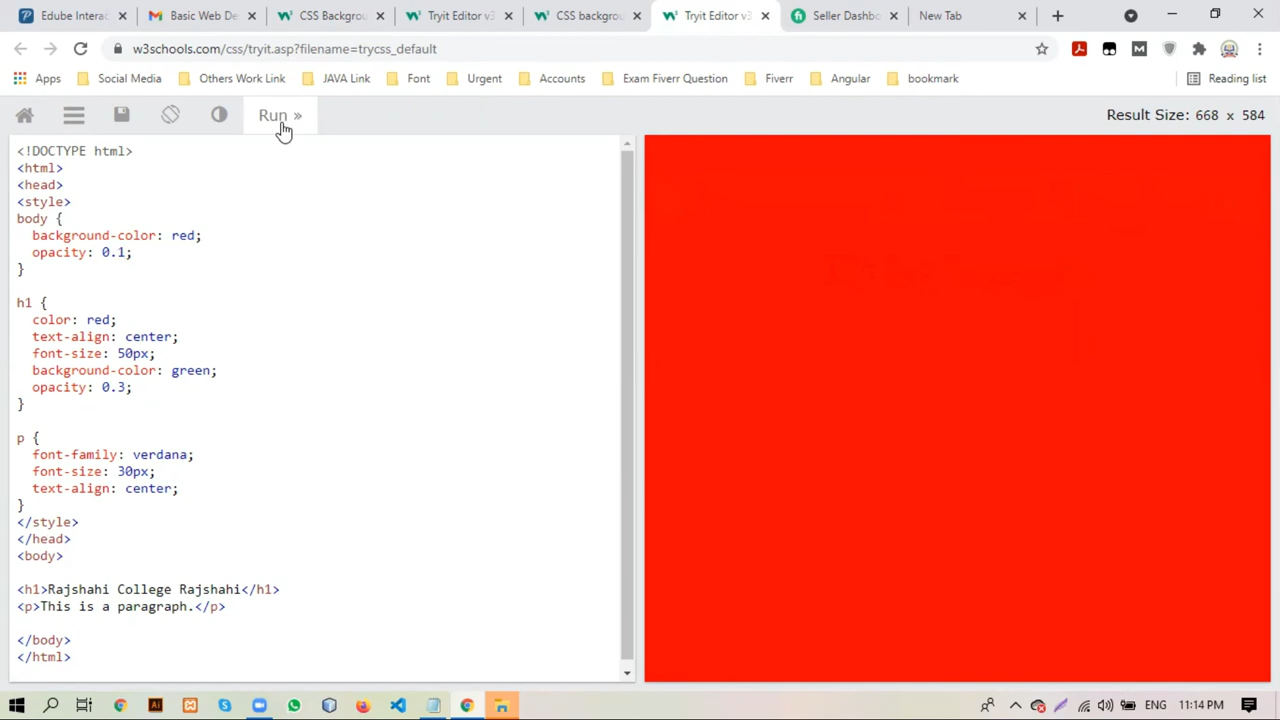 Edube Interac
Basic Web De
CSS Backgrou
Tryit Editor v3
CSS backgrou
Tryit Editor v3
Seller Dashbo
New Tab
w3schools.com/css/tryit.asp?filename=trycss_default
Apps
Social Media
Others Work Link
JAVA Link
Font
Urgent
Accounts
Exam Fiverr Question
Fiverr
Angular
bookmark
Reading list
Run »
Result Size: 668 x 584
<!DOCTYPE html>
<html>
<head>
<style>
body {
  background-color: red;
  opacity: 0.1;
}
h1 {
  color: red;
  text-align: center;
  font-size: 50px;
  background-color: green;
  opacity: 0.3;
}
p {
  font-family: verdana;
  font-size: 30px;
  text-align: center;
}
</style>
</head>
<body>
<h1>Rajshahi College Rajshahi</h1>
<p>This is a paragraph.</p>
</body>
</html>
ENG
11:14 PM